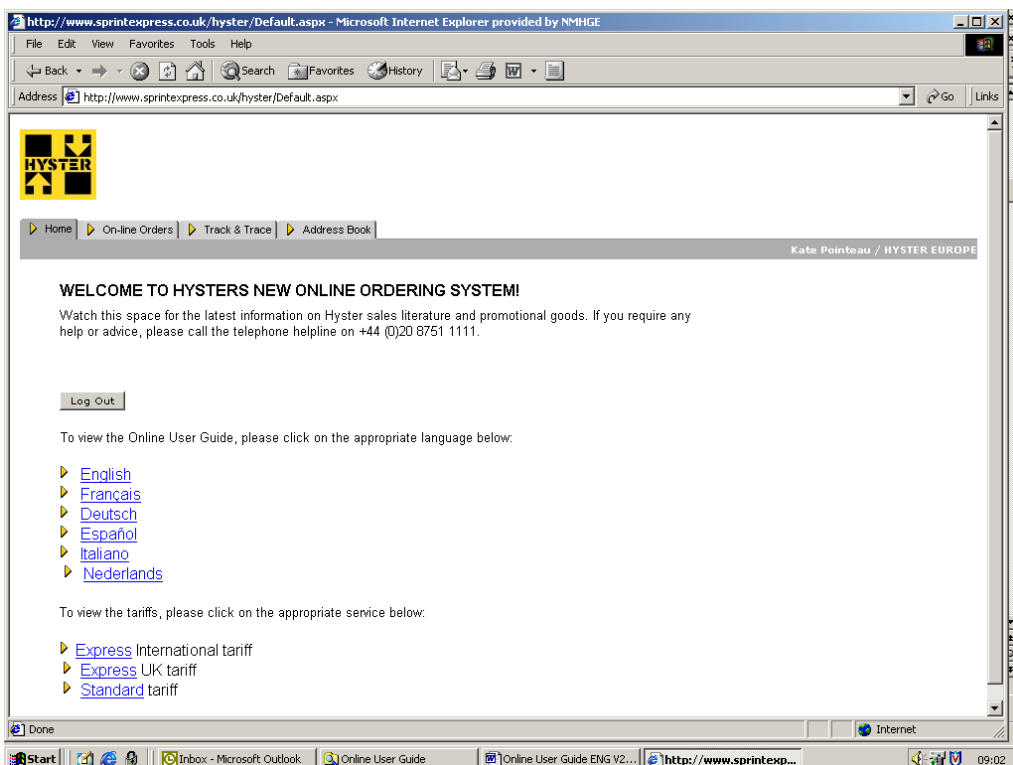 http://www.sprintexpress.co.uk/hyster/Default.aspx - Microsoft Internet Explorer provided by NMHGE
File Edit View Favorites Tools Help
Back Search Favorites History
Address http://www.sprintexpress.co.uk/hyster/Default.aspx Go Links
HYSTER
Home On-line Orders Track & Trace Address Book
Kate Pointeau / HYSTER EUROPE
WELCOME TO HYSTERS NEW ONLINE ORDERING SYSTEM!
Watch this space for the latest information on Hyster sales literature and promotional goods. If you require any
help or advice, please call the telephone helpline on +44 (0)20 8751 1111.
Log Out
To view the Online User Guide, please click on the appropriate language below:
English
Français
Deutsch
Español
Italiano
Nederlands
To view the tariffs, please click on the appropriate service below:
Express International tariff
Express UK tariff
Standard tariff
Done Internet
Start Inbox - Microsoft Outlook Online User Guide Online User Guide ENG V2... http://www.sprintexp... 09:02